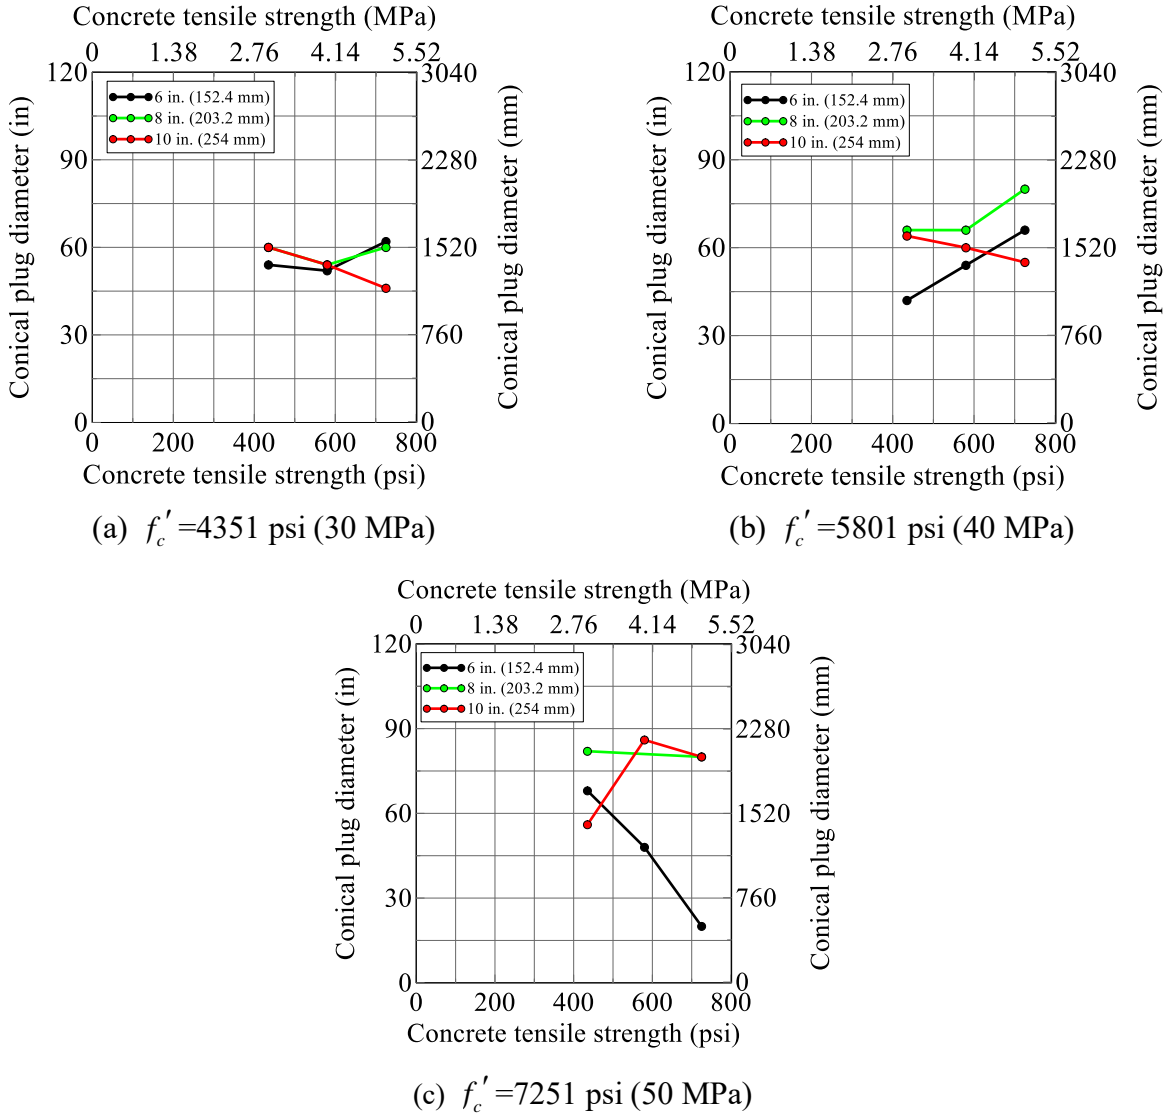 Concrete tensile strength (MPa)
0 1.38 2.76 4.14 5.52
120 3040
6 in. (152.4 mm)
8 in. (203.2 mm)
10 in. (254 mm)
90 2280
60 1520
30 760
0 0
0 200 400 600 800
Conical plug diameter (in)
Conical plug diameter (mm)
Concrete tensile strength (psi)
(a) f_c′=4351 psi (30 MPa)
Concrete tensile strength (MPa)
0 1.38 2.76 4.14 5.52
120 3040
6 in. (152.4 mm)
8 in. (203.2 mm)
10 in. (254 mm)
90 2280
60 1520
30 760
0 0
0 200 400 600 800
Conical plug diameter (in)
Conical plug diameter (mm)
Concrete tensile strength (psi)
(b) f_c′=5801 psi (40 MPa)
Concrete tensile strength (MPa)
0 1.38 2.76 4.14 5.52
120 3040
6 in. (152.4 mm)
8 in. (203.2 mm)
10 in. (254 mm)
90 2280
60 1520
30 760
0 0
0 200 400 600 800
Conical plug diameter (in)
Conical plug diameter (mm)
Concrete tensile strength (psi)
(c) f_c′=7251 psi (50 MPa)